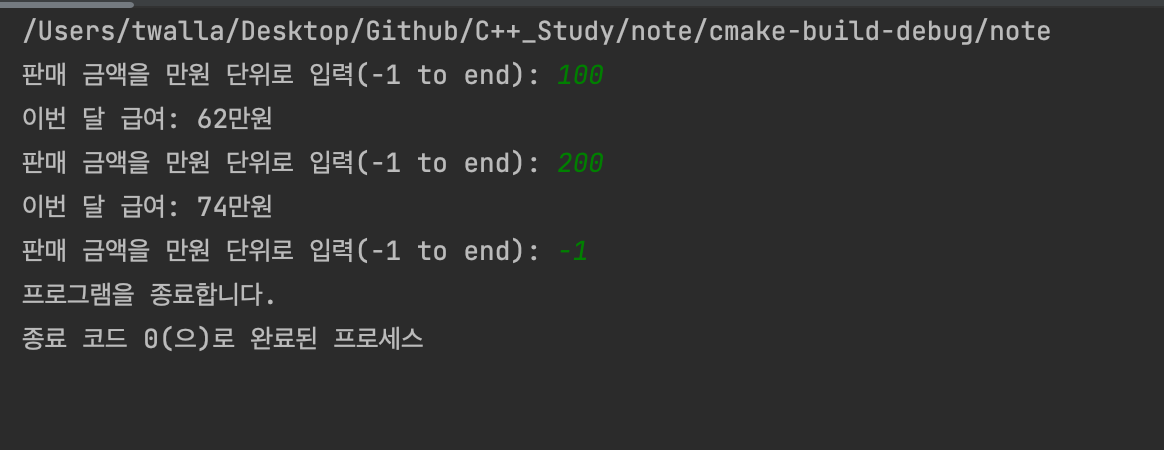 /Users/twalla/Desktop/Github/C++_Study/note/cmake-build-debug/note
판매 금액을 만원 단위로 입력(-1 to end): 100
이번 달 급여: 62만원
판매 금액을 만원 단위로 입력(-1 to end): 200
이번 달 급여: 74만원
판매 금액을 만원 단위로 입력(-1 to end): -1
프로그램을 종료합니다.
종료 코드 0(으)로 완료된 프로세스